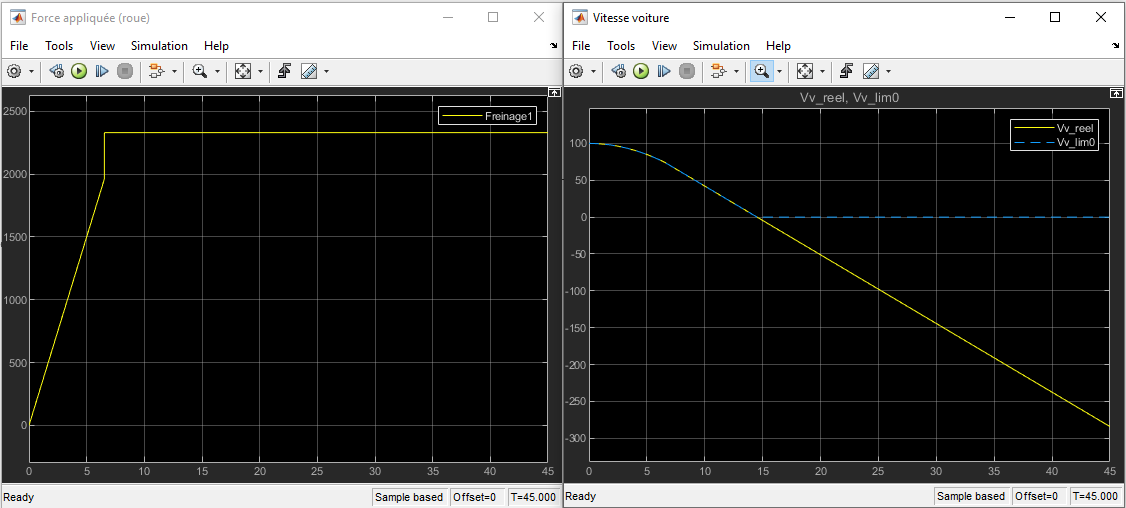 Force appliquée (roue)
File Tools View Simulation Help
Freinage1
2500
2000
1500
1000
500
0
0 5 10 15 20 25 30 35 40 45
Ready Sample based Offset=0 T=45.000
Vitesse voiture
File Tools View Simulation Help
Vv_reel, Vv_lim0
Vv_reel
Vv_lim0
100
50
0
-50
-100
-150
-200
-250
-300
0 5 10 15 20 25 30 35 40 45
Ready Sample based Offset=0 T=45.000